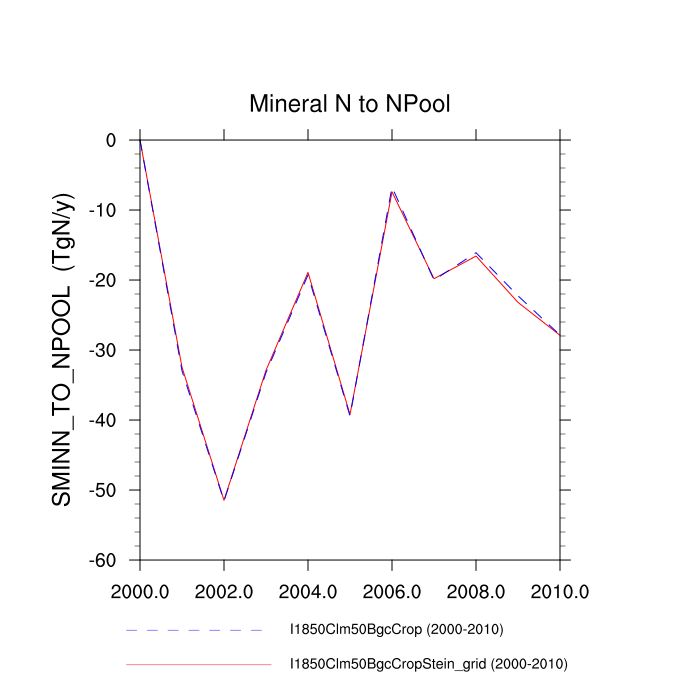 Mineral N to NPool
SMINN_TO_NPOOL (TgN/y)
0
-10
-20
-30
-40
-50
-60
2000.0 2002.0 2004.0 2006.0 2008.0 2010.0
I1850Clm50BgcCrop (2000-2010)
I1850Clm50BgcCropStein_grid (2000-2010)